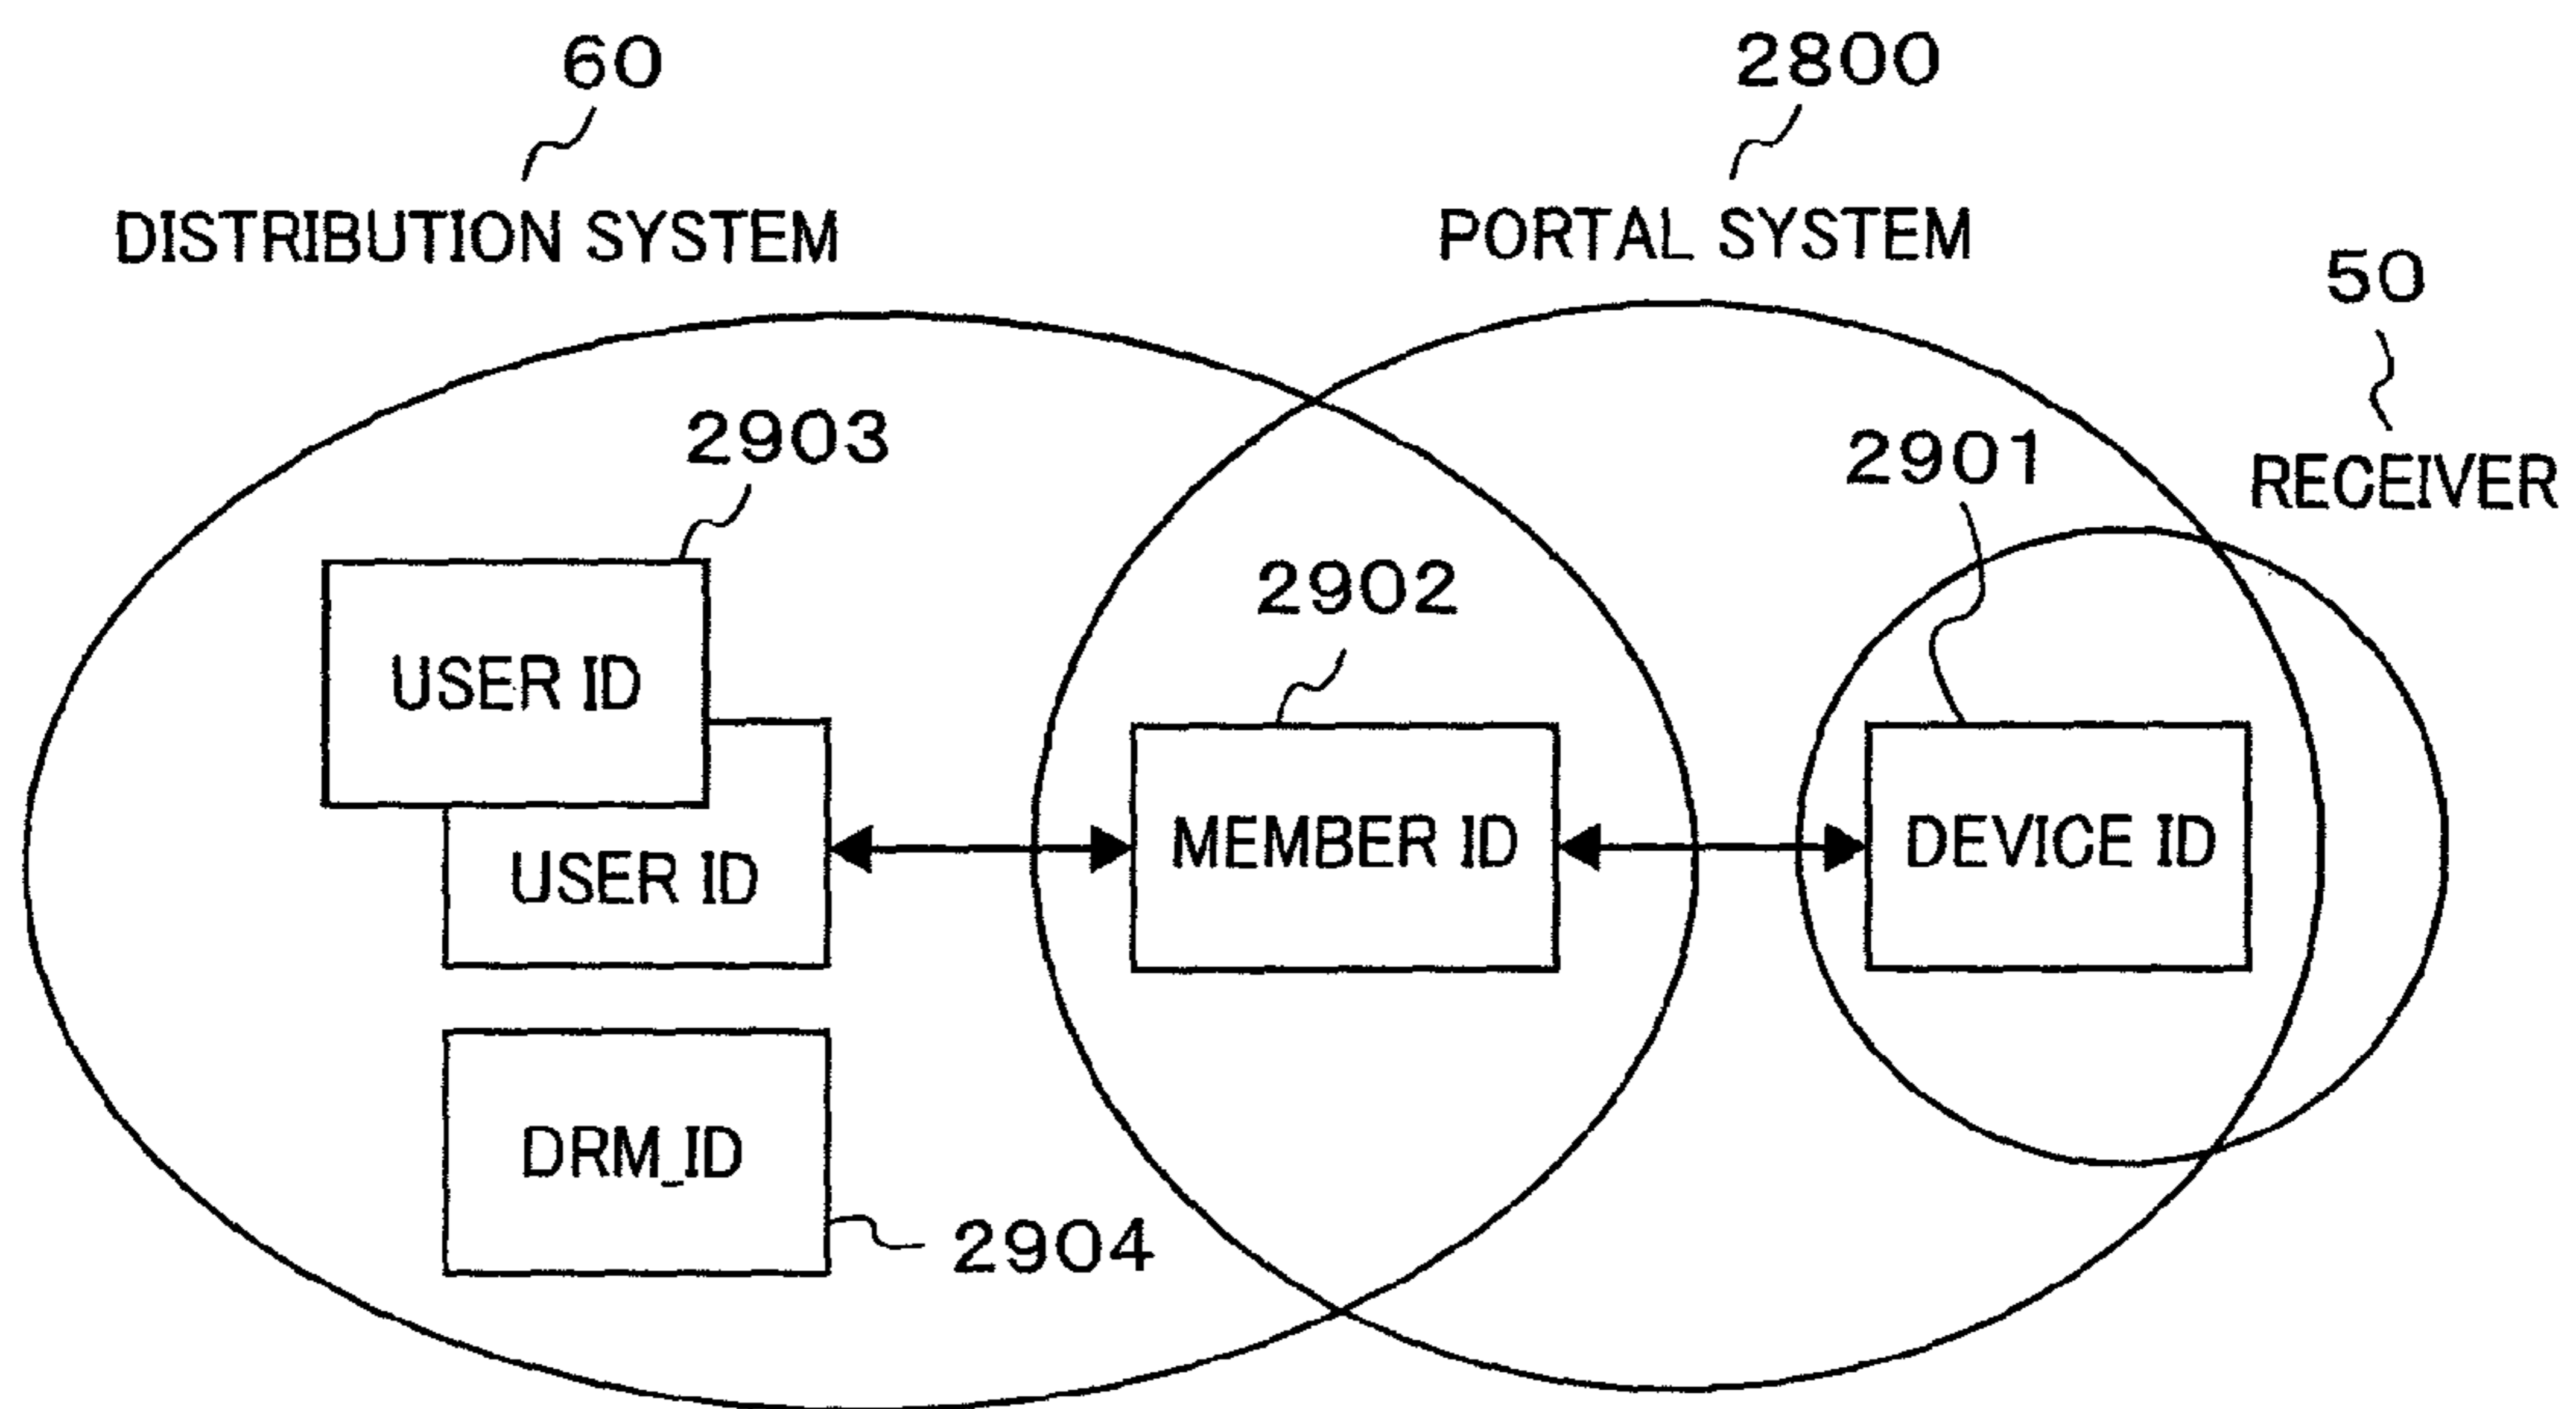 60
2800
DISTRIBUTION SYSTEM
PORTAL SYSTEM
50
RECEIVER
2903
2901
2902
USER ID
USER ID
MEMBER ID
DEVICE ID
DRM_ID
2904